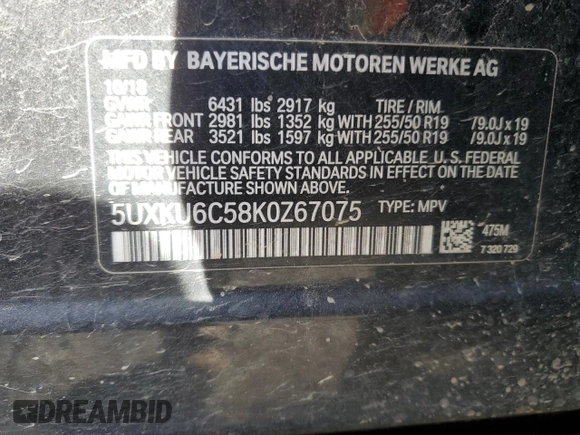 MFD BY BAYERISCHE MOTOREN WERKE AG
10/18
GVWR 6431 lbs 2917 kg TIRE / RIM
GAWR FRONT 2981 lbs 1352 kg WITH 255/50 R19 /9.0J x 19
GAWR REAR 3521 lbs 1597 kg WITH 255/50 R19 /9.0J x 19
THIS VEHICLE CONFORMS TO ALL APPLICABLE U. S. FEDERAL
MOTOR VEHICLE SAFETY STANDARDS IN EFFECT ON THE
DATE OF MANUFACTURE SHOWN ABOVE.
5UXKU6C58K0Z67075 TYPE: MPV
475M
7 320 729
DREAMBID